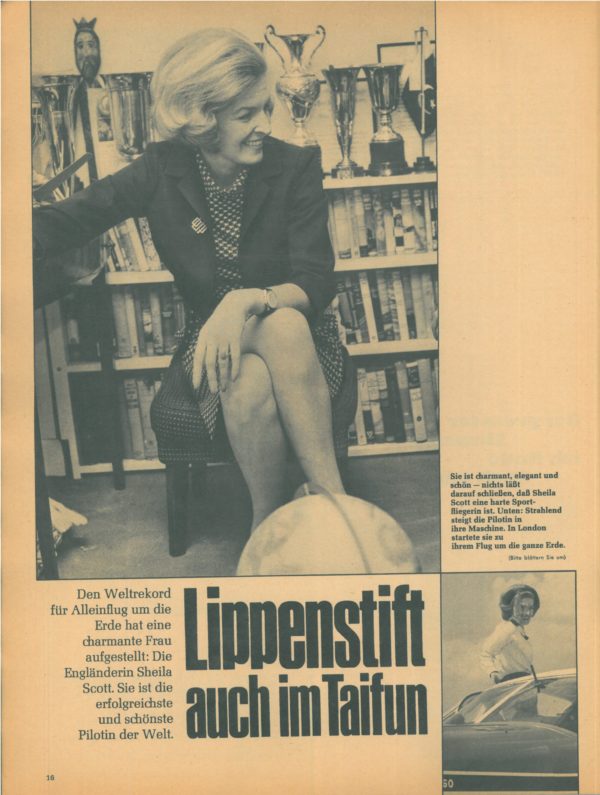 Sie ist charmant, elegant und
schön — nichts läßt
darauf schließen, daß Sheila
Scott eine harte Sport-
fliegerin ist. Unten: Strahlend
steigt die Pilotin in
ihre Maschine. In London
startete sie zu
ihrem Flug um die ganze Erde.
(Bitte blättern Sie um)
Den Weltrekord
für Alleinflug um die
Erde hat eine
charmante Frau
aufgestellt: Die
Engländerin Sheila
Scott. Sie ist die
erfolgreichste
und schönste
Pilotin der Welt.
Lippenstift
auch im Taifun
60
16